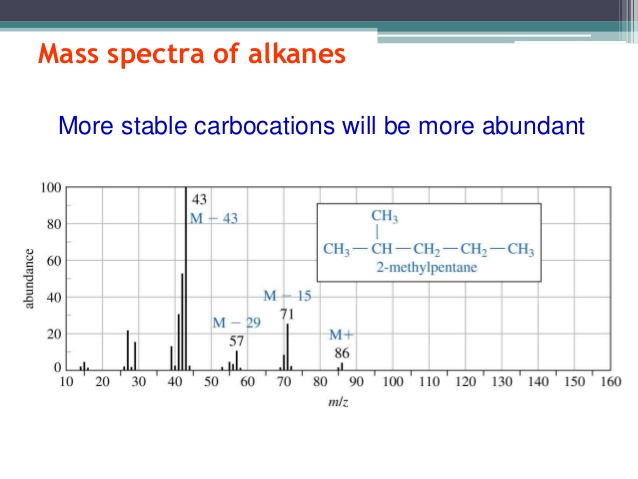 Mass spectra of alkanes
More stable carbocations will be more abundant
100
80
60
40
20
0
abundance
43
M − 43
M − 29
57
M − 15
71
M+
86
CH₃
CH₃—CH—CH₂—CH₂—CH₃
2-methylpentane
10 20 30 40 50 60 70 80 90 100 110 120 130 140 150 160
m/z